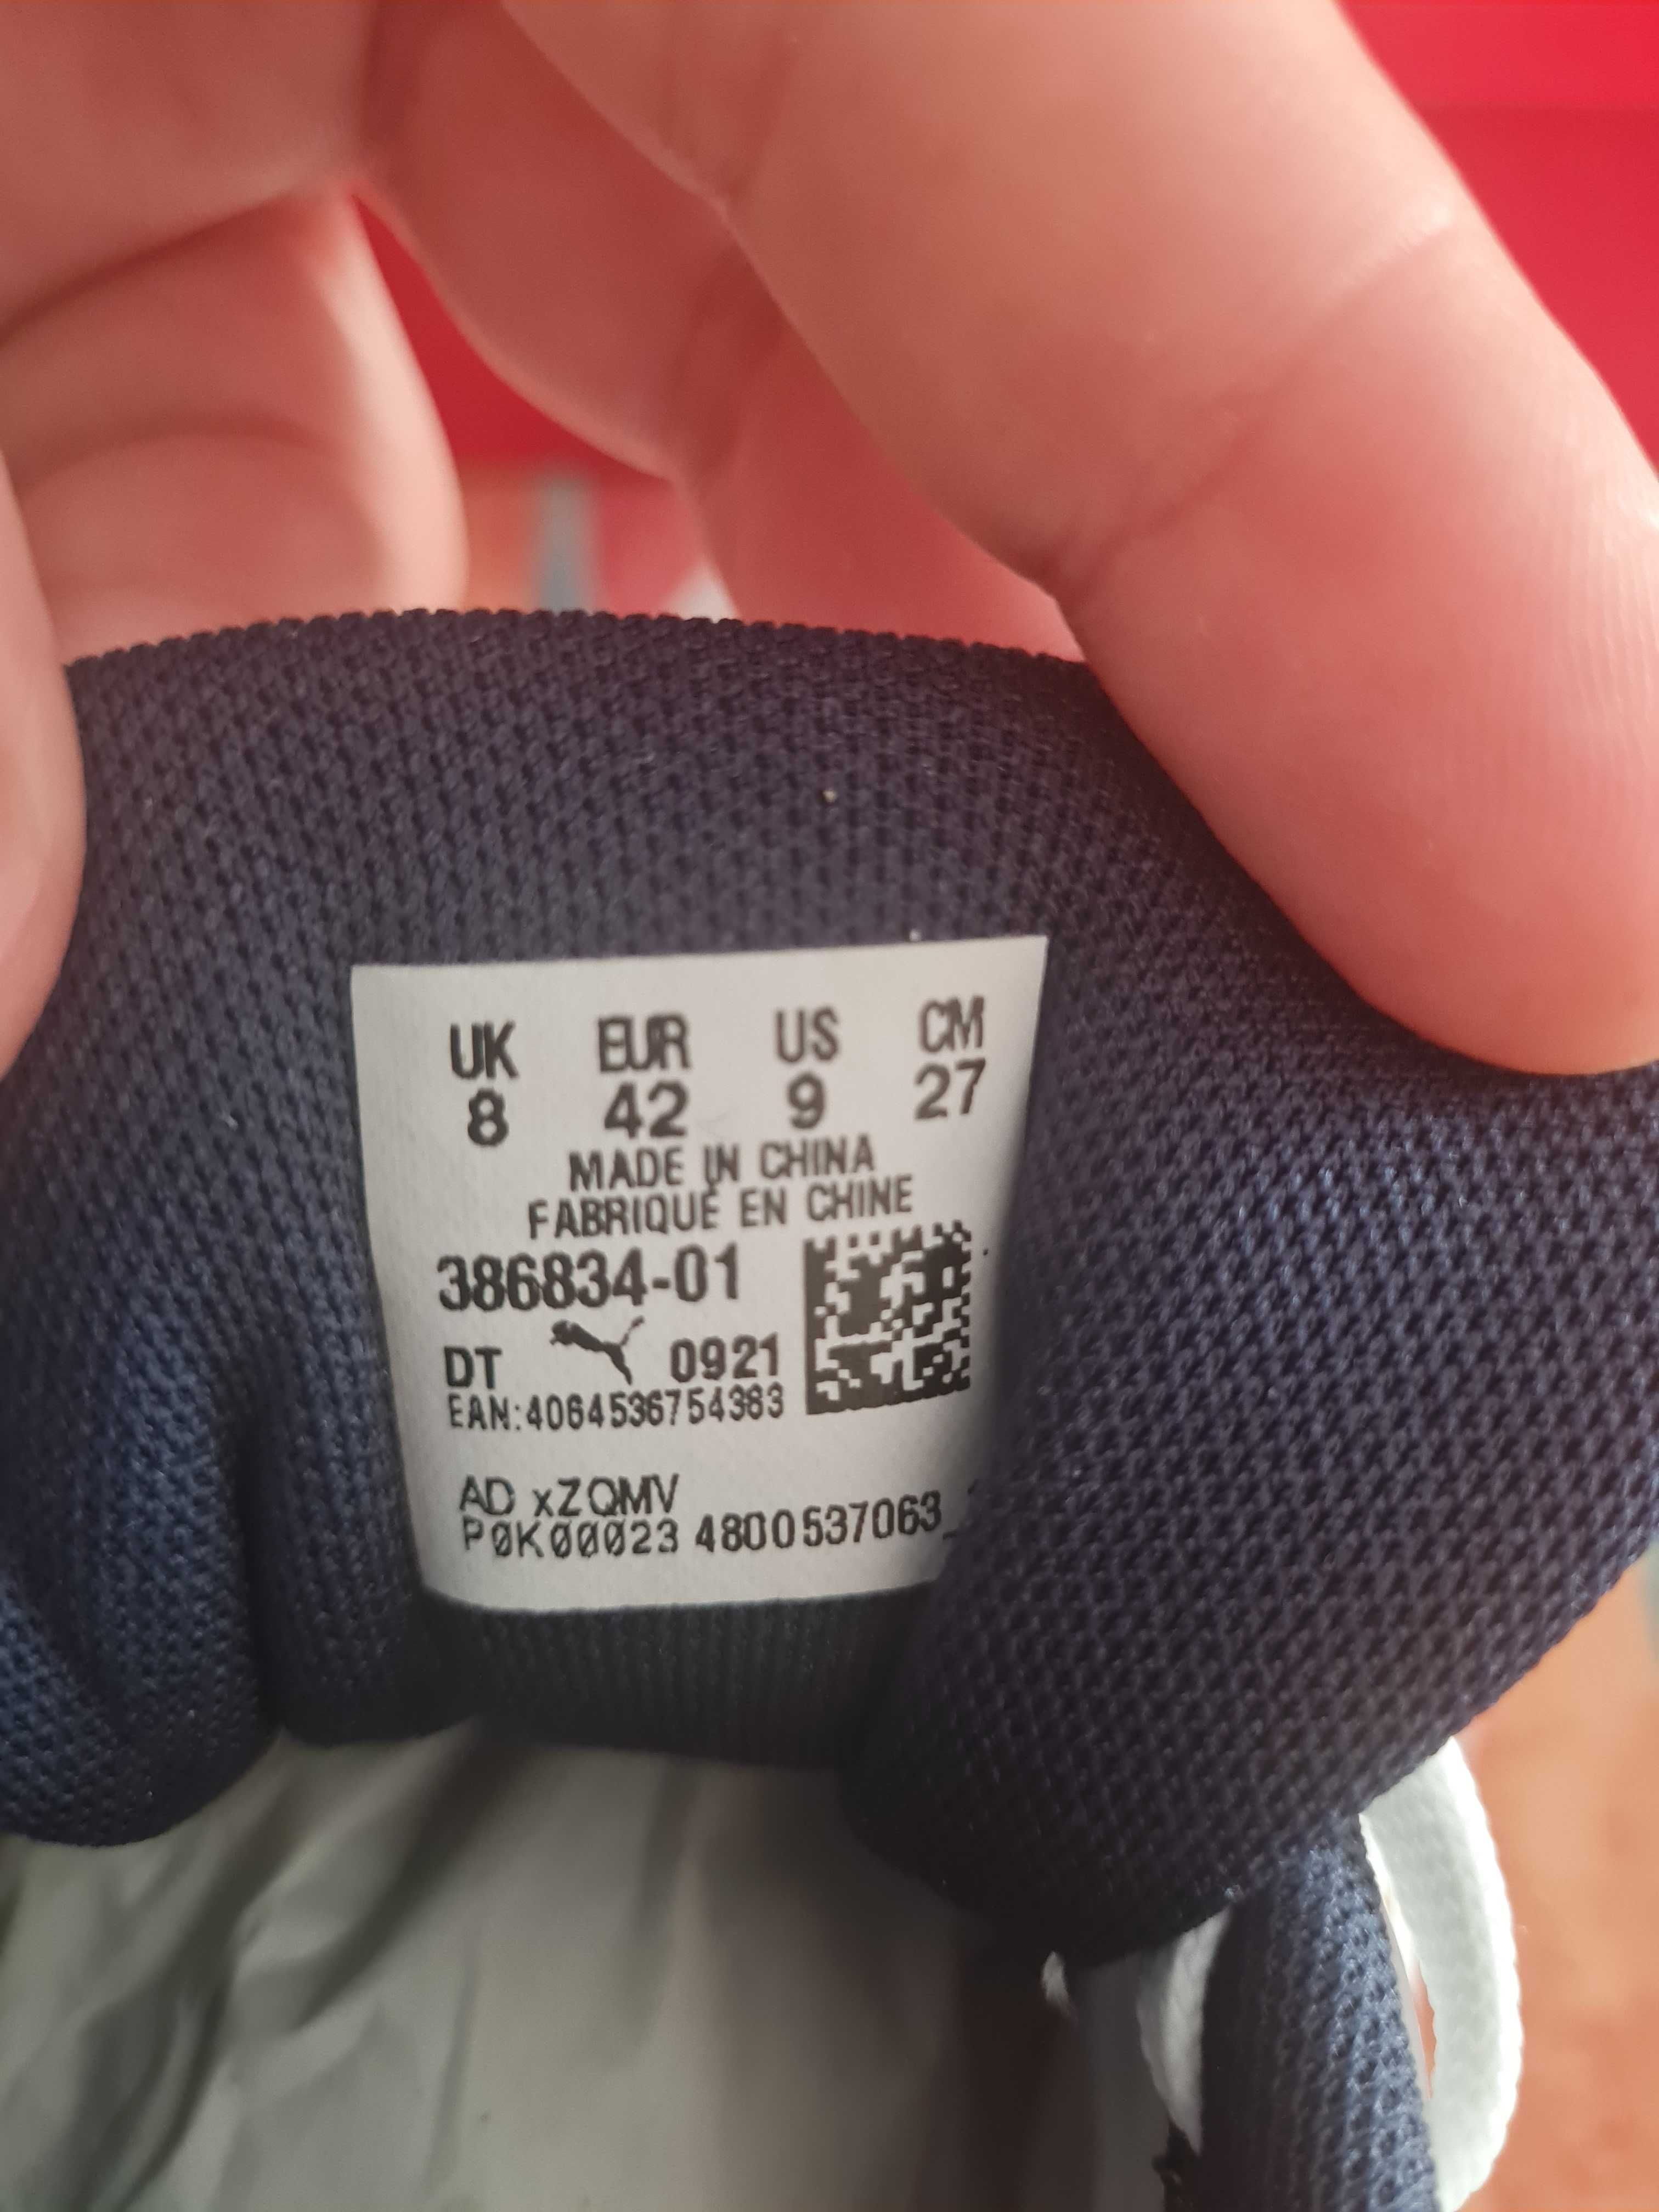 UK EUR US CM
8 42 9 27
MADE IN CHINA
FABRIQUÉ EN CHINE
386834-01
DT 0921
EAN:4064536754383
AD xZQMV
P0K00023 4800537063_